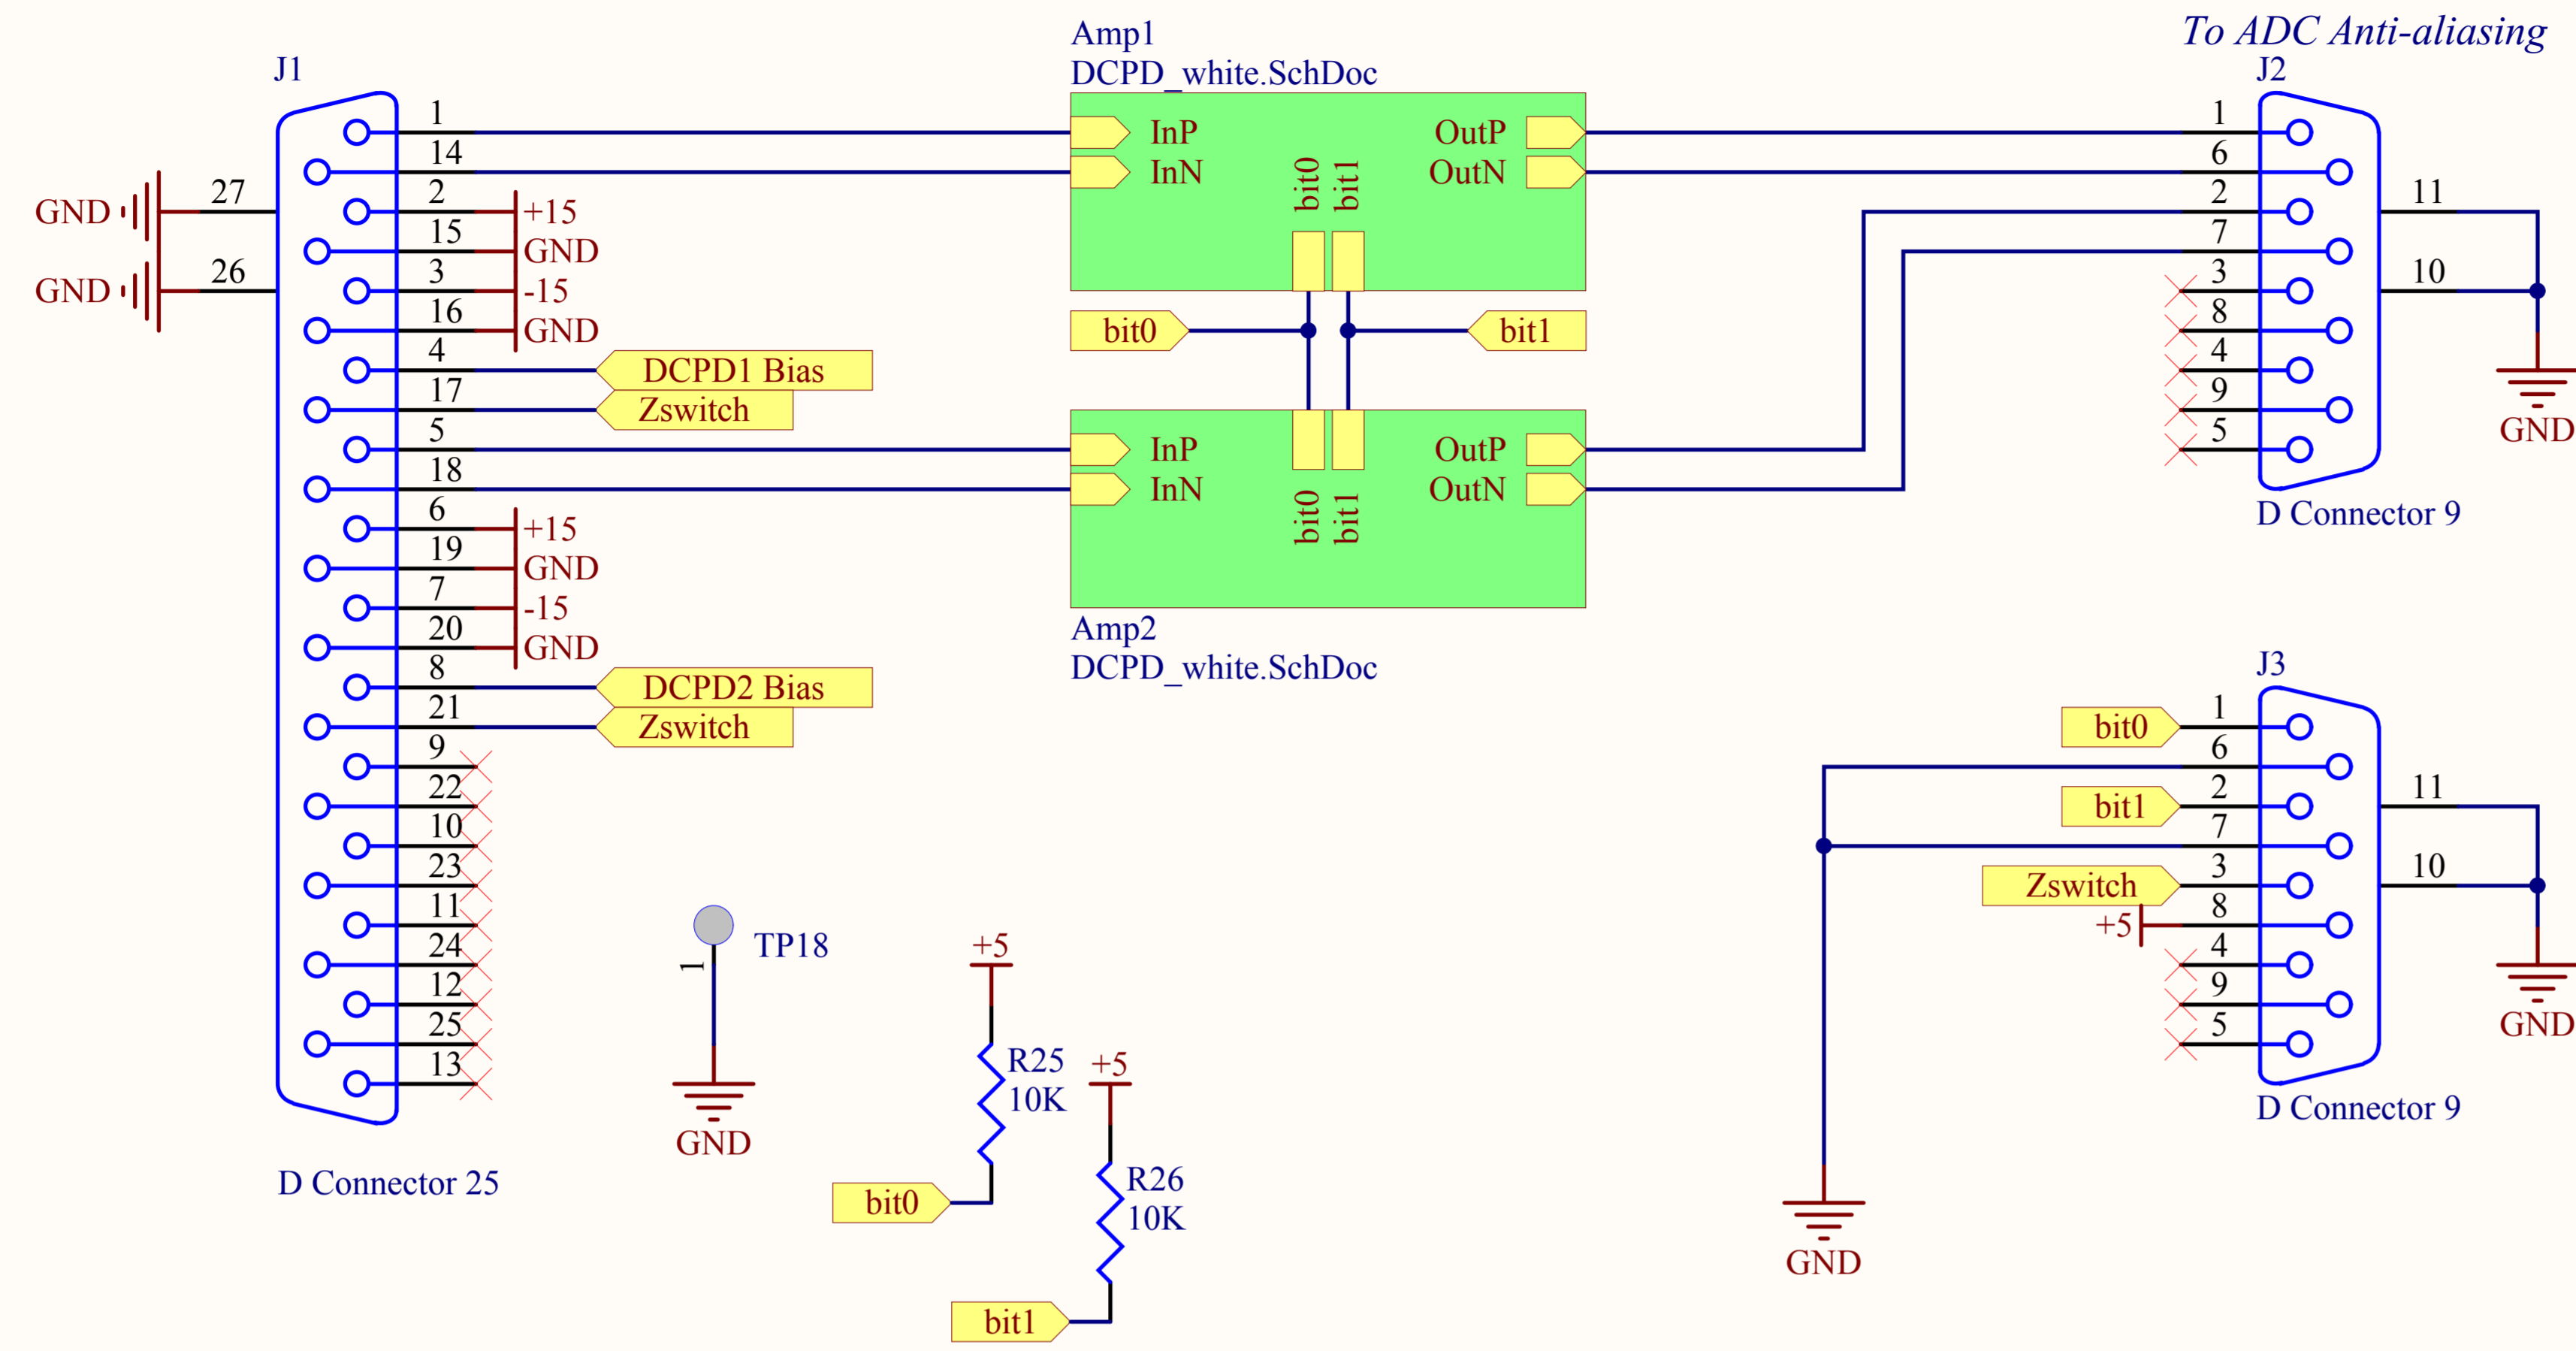 To ADC Anti-aliasing
Amp1
DCPD_white.SchDoc
J1
J2
1
14
2
15
3
16
4
17
5
18
6
19
7
20
8
21
9
22
10
23
11
24
12
25
13
27
26
GND
GND
+15
GND
-15
GND
DCPD1 Bias
Zswitch
+15
GND
-15
GND
DCPD2 Bias
Zswitch
D Connector 25
InP
InN
bit0
bit1
OutP
OutN
bit0
bit1
InP
InN
bit0
bit1
OutP
OutN
Amp2
DCPD_white.SchDoc
1
6
2
7
3
8
4
9
5
11
10
GND
D Connector 9
J3
bit0
bit1
Zswitch
+5
1
6
2
7
3
8
4
9
5
11
10
GND
D Connector 9
GND
1
TP18
GND
+5
R25
10K
bit0
+5
R26
10K
bit1